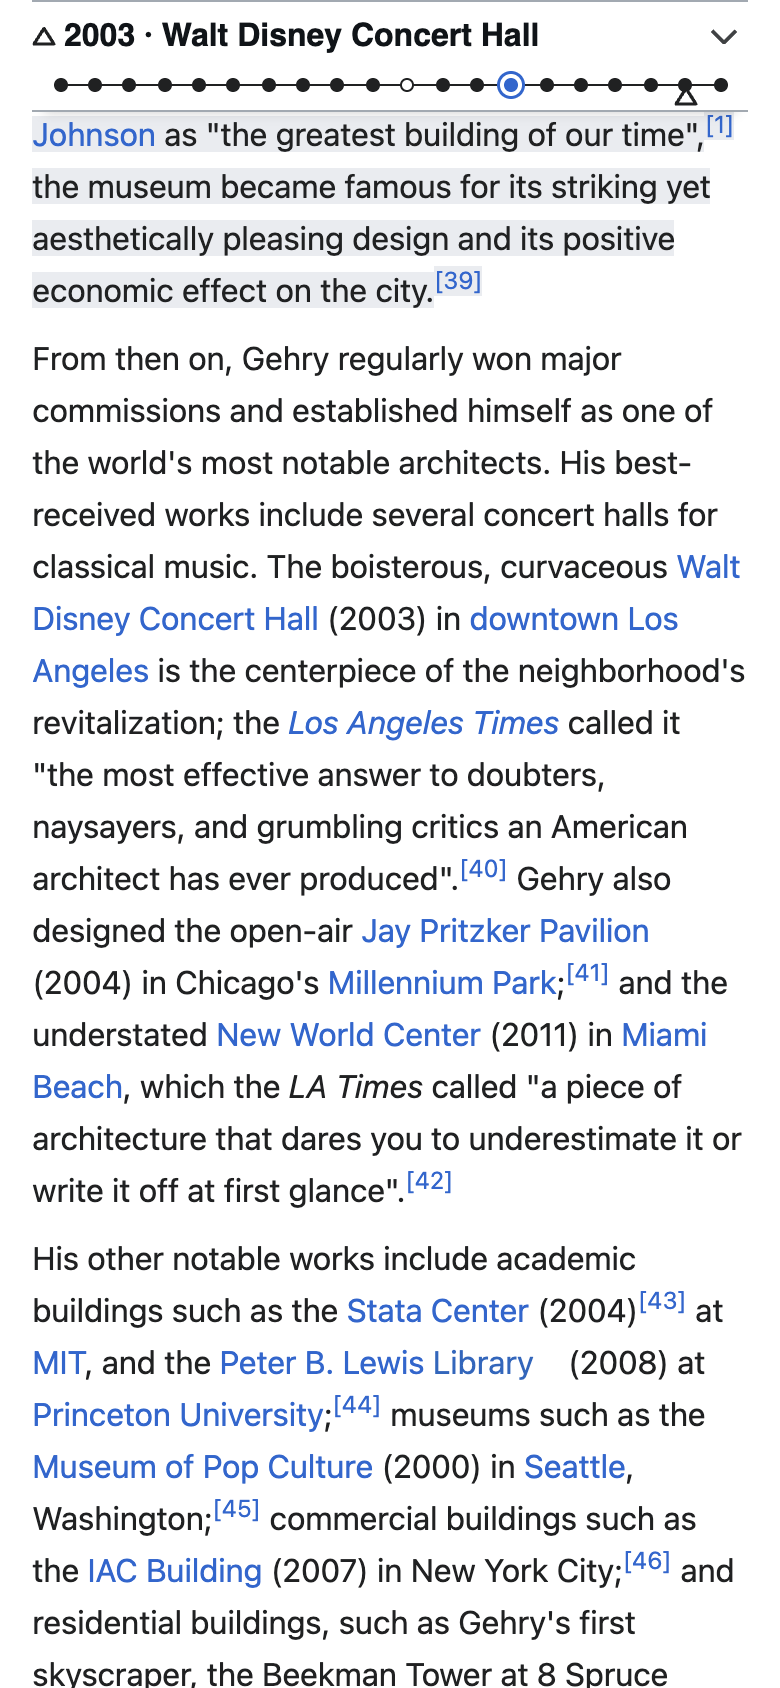 △ 2003 · Walt Disney Concert Hall
Johnson as "the greatest building of our time",[1]
the museum became famous for its striking yet
aesthetically pleasing design and its positive
economic effect on the city.[39]
From then on, Gehry regularly won major
commissions and established himself as one of
the world's most notable architects. His best-
received works include several concert halls for
classical music. The boisterous, curvaceous Walt
Disney Concert Hall (2003) in downtown Los
Angeles is the centerpiece of the neighborhood's
revitalization; the Los Angeles Times called it
"the most effective answer to doubters,
naysayers, and grumbling critics an American
architect has ever produced".[40] Gehry also
designed the open-air Jay Pritzker Pavilion
(2004) in Chicago's Millennium Park;[41] and the
understated New World Center (2011) in Miami
Beach, which the LA Times called "a piece of
architecture that dares you to underestimate it or
write it off at first glance".[42]
His other notable works include academic
buildings such as the Stata Center (2004)[43] at
MIT, and the Peter B. Lewis Library (2008) at
Princeton University;[44] museums such as the
Museum of Pop Culture (2000) in Seattle,
Washington;[45] commercial buildings such as
the IAC Building (2007) in New York City;[46] and
residential buildings, such as Gehry's first
skyscraper, the Beekman Tower at 8 Spruce